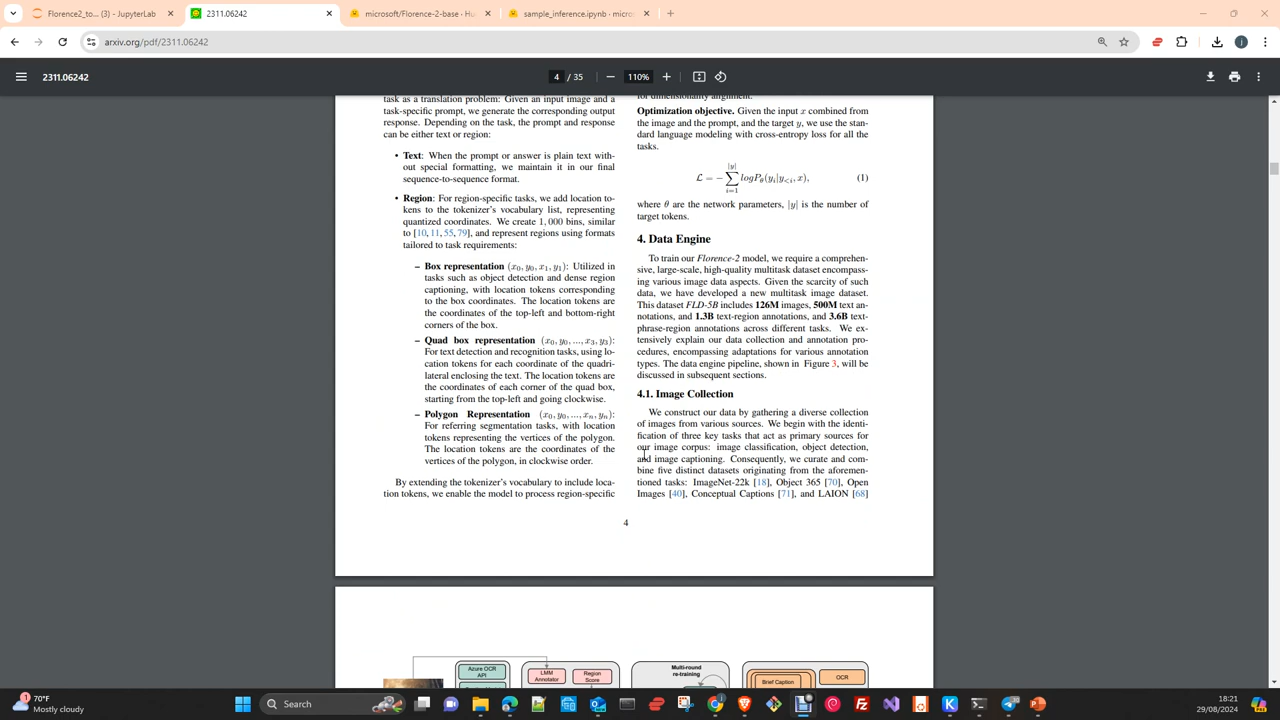 Florence2_to... (3) - JupyterLab
2311.06242
microsoft/Florence-2-base - Hu
sample_inference.ipynb - micros
arxiv.org/pdf/2311.06242
2311.06242
4 / 35
110%
task as a translation problem: Given an input image and a
task-specific prompt, we generate the corresponding output
response. Depending on the task, the prompt and response
can be either text or region:
• Text: When the prompt or answer is plain text with-
out special formatting, we maintain it in our final
sequence-to-sequence format.
• Region: For region-specific tasks, we add location to-
kens to the tokenizer's vocabulary list, representing
quantized coordinates. We create 1,000 bins, similar
to [10,11,55,79], and represent regions using formats
tailored to task requirements:
– Box representation (x0, y0, x1, y1): Utilized in
tasks such as object detection and dense region
captioning, with location tokens corresponding
to the box coordinates. The location tokens are
the coordinates of the top-left and bottom-right
corners of the box.
– Quad box representation (x0, y0, ..., x3, y3):
For text detection and recognition tasks, using lo-
cation tokens for each coordinate of the quadri-
lateral enclosing the text. The location tokens are
the coordinates of each corner of the quad box,
starting from the top-left and going clockwise.
– Polygon Representation (x0, y0, ..., xn, yn):
For referring segmentation tasks, with location
tokens representing the vertices of the polygon.
The location tokens are the coordinates of the
vertices of the polygon, in clockwise order.
By extending the tokenizer's vocabulary to include loca-
tion tokens, we enable the model to process region-specific
for dimensionality alignment.
Optimization objective. Given the input x combined from
the image and the prompt, and the target y, we use the stan-
dard language modeling with cross-entropy loss for all the
tasks.
L = − ∑_{i=1}^{|y|} logPθ(yi|y<i, x), (1)
where θ are the network parameters, |y| is the number of
target tokens.
4. Data Engine
To train our Florence-2 model, we require a comprehen-
sive, large-scale, high-quality multitask dataset encompass-
ing various image data aspects. Given the scarcity of such
data, we have developed a new multitask image dataset.
This dataset FLD-5B includes 126M images, 500M text an-
notations, and 1.3B text-region annotations, and 3.6B text-
phrase-region annotations across different tasks. We ex-
tensively explain our data collection and annotation pro-
cedures, encompassing adaptations for various annotation
types. The data engine pipeline, shown in Figure 3, will be
discussed in subsequent sections.
4.1. Image Collection
We construct our data by gathering a diverse collection
of images from various sources. We begin with the identi-
fication of three key tasks that act as primary sources for
our image corpus: image classification, object detection,
and image captioning. Consequently, we curate and com-
bine five distinct datasets originating from the aforemen-
tioned tasks: ImageNet-22k [18], Object 365 [70], Open
Images [40], Conceptual Captions [71], and LAION [68]
4
Azure OCR
API
LMM
Annotator
Region
Score
Multi-round
re-training
Brief Caption
OCR
70°F
Mostly cloudy
Search
18:21
29/08/2024